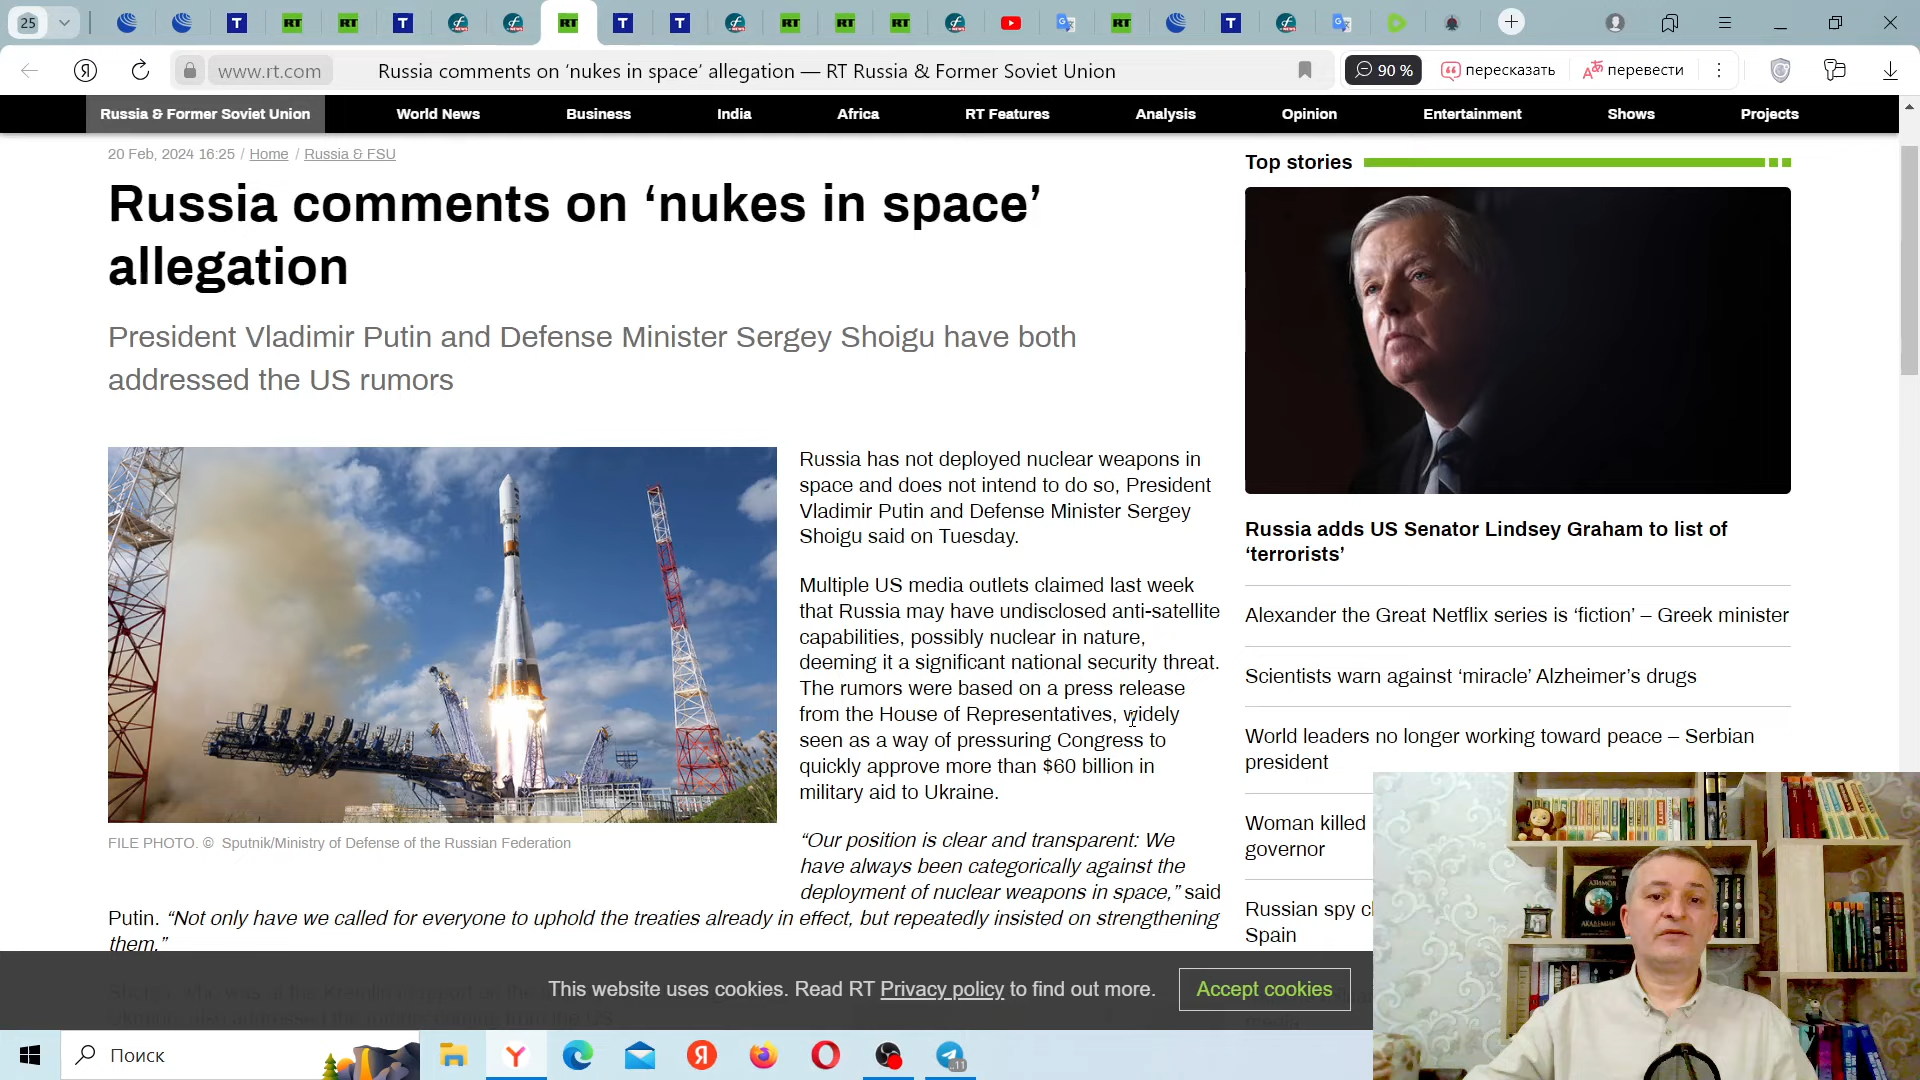 25
www.rt.com
Russia comments on ‘nukes in space’ allegation — RT Russia & Former Soviet Union
90 %
пересказать
перевести
Russia & Former Soviet Union
World News
Business
India
Africa
RT Features
Analysis
Opinion
Entertainment
Shows
Projects
20 Feb, 2024 16:25 / Home / Russia & FSU
Russia comments on ‘nukes in space’
allegation
President Vladimir Putin and Defense Minister Sergey Shoigu have both
addressed the US rumors
FILE PHOTO. © Sputnik/Ministry of Defense of the Russian Federation
Russia has not deployed nuclear weapons in
space and does not intend to do so, President
Vladimir Putin and Defense Minister Sergey
Shoigu said on Tuesday.
Multiple US media outlets claimed last week
that Russia may have undisclosed anti-satellite
capabilities, possibly nuclear in nature,
deeming it a significant national security threat.
The rumors were based on a press release
from the House of Representatives, widely
seen as a way of pressuring Congress to
quickly approve more than $60 billion in
military aid to Ukraine.
“Our position is clear and transparent: We
have always been categorically against the
deployment of nuclear weapons in space,” said
Putin. “Not only have we called for everyone to uphold the treaties already in effect, but repeatedly insisted on strengthening
them.”
Top stories
Russia adds US Senator Lindsey Graham to list of
‘terrorists’
Alexander the Great Netflix series is ‘fiction’ – Greek minister
Scientists warn against ‘miracle’ Alzheimer’s drugs
World leaders no longer working toward peace – Serbian
president
Woman killed
governor
Russian spy
Spain
This website uses cookies. Read RT Privacy policy to find out more.
Accept cookies
Поиск